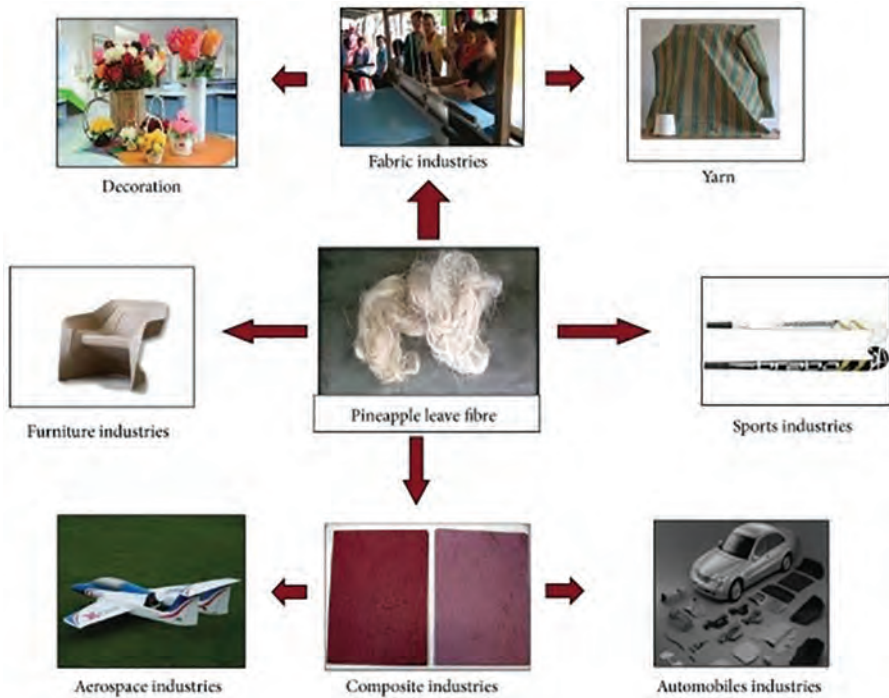 Decoration
Fabric industries
Yarn
Furniture industries
Pineapple leave fibre
Sports industries
Aerospace industries
Composite industries
Automobiles industries